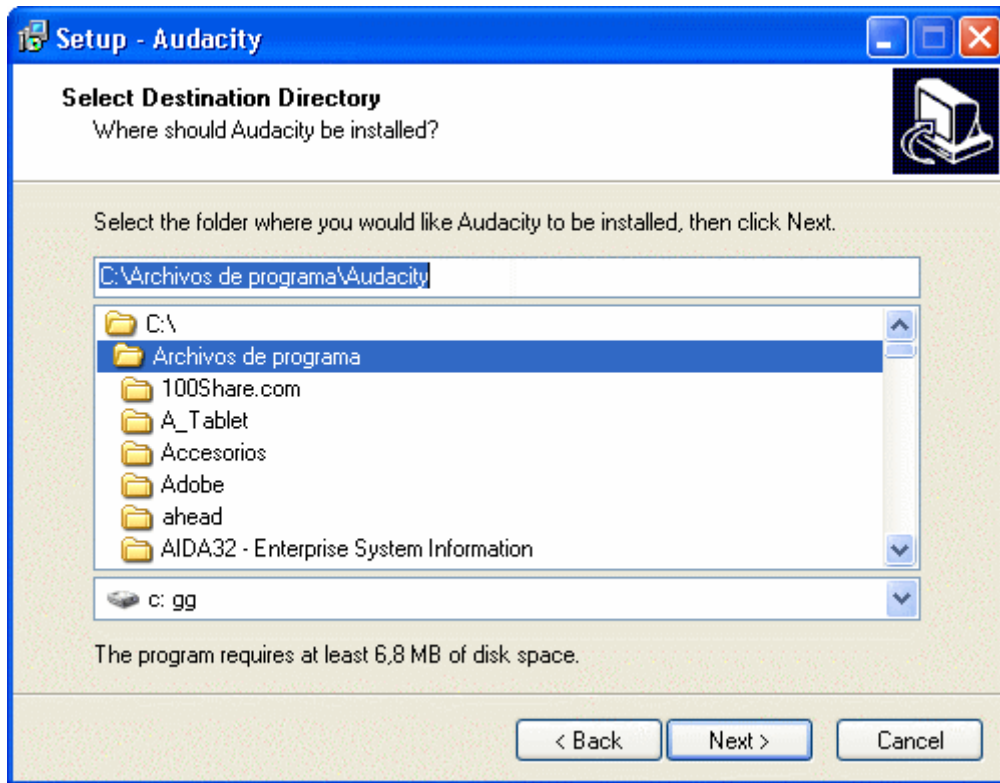 Setup - Audacity
Select Destination Directory
Where should Audacity be installed?
Select the folder where you would like Audacity to be installed, then click Next.
C:\Archivos de programa\Audacity
C:\
Archivos de programa
100Share.com
A_Tablet
Accesorios
Adobe
ahead
AIDA32 - Enterprise System Information
c: gg
The program requires at least 6,8 MB of disk space.
< Back Next > Cancel